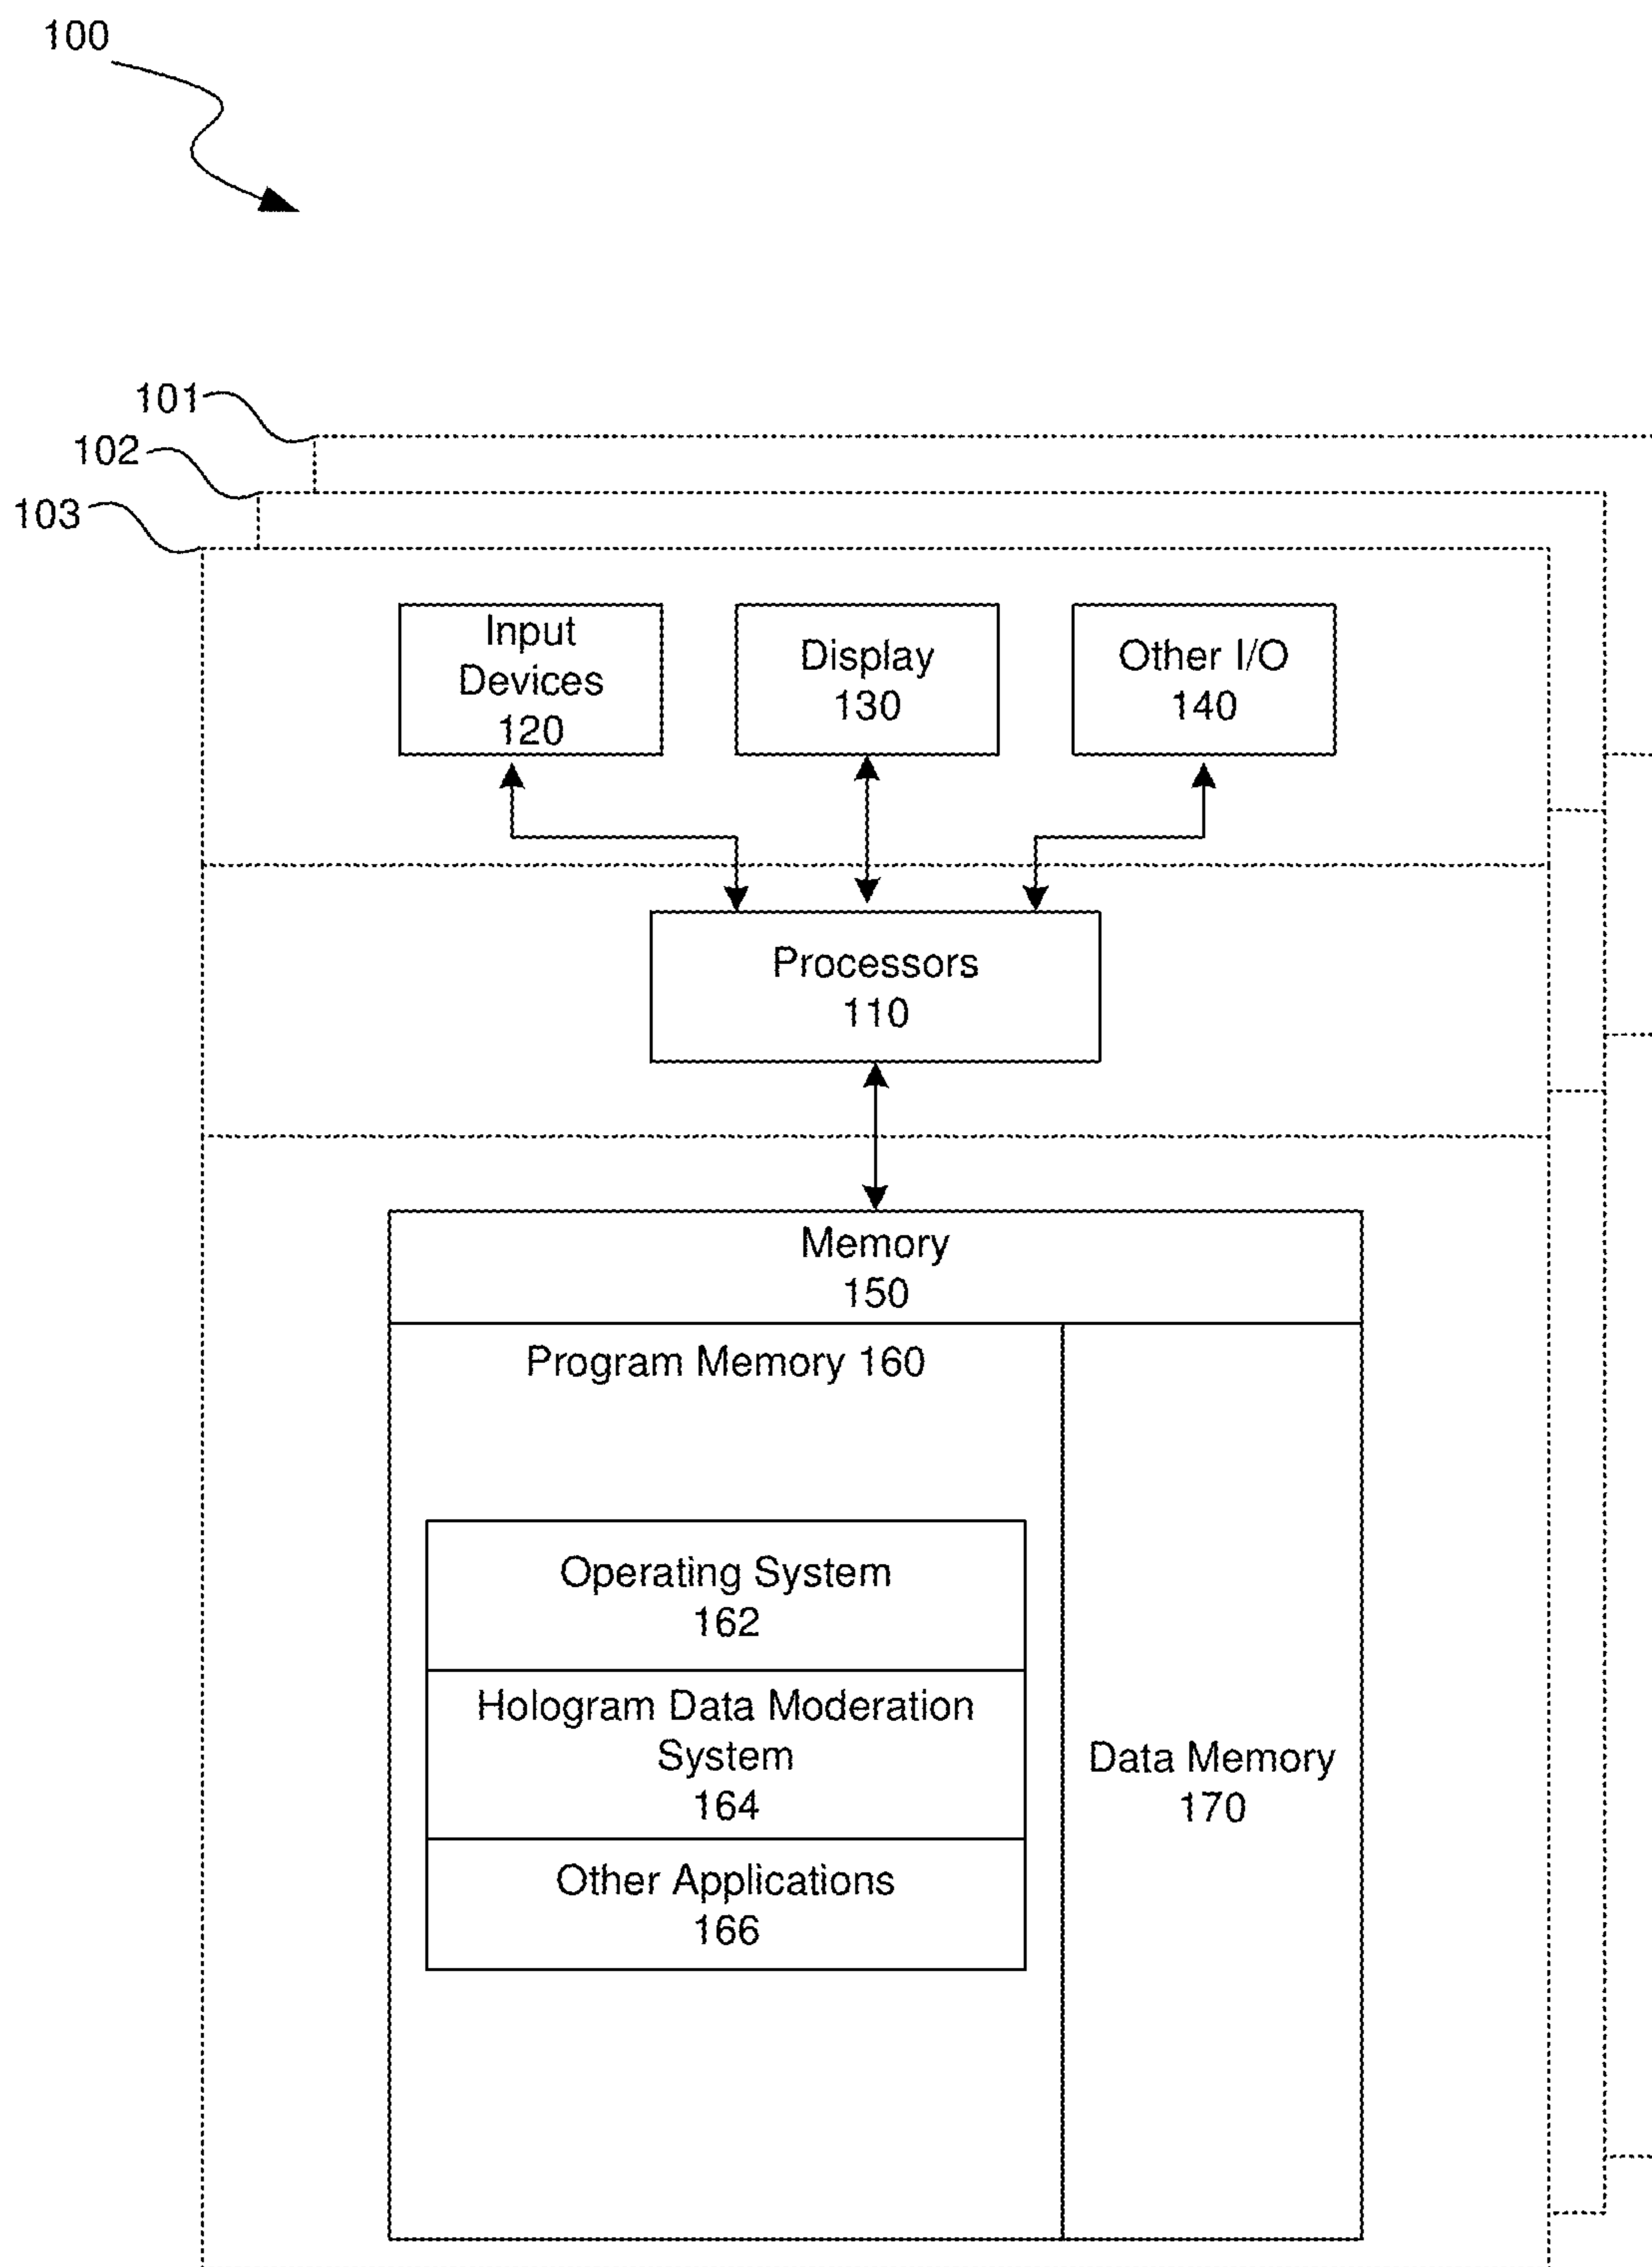 100
101
102
103
Input
Devices
120
Display
130
Other I/O
140
Processors
110
Memory
150
Program Memory 160
Operating System
162
Hologram Data Moderation
System
164
Other Applications
166
Data Memory
170